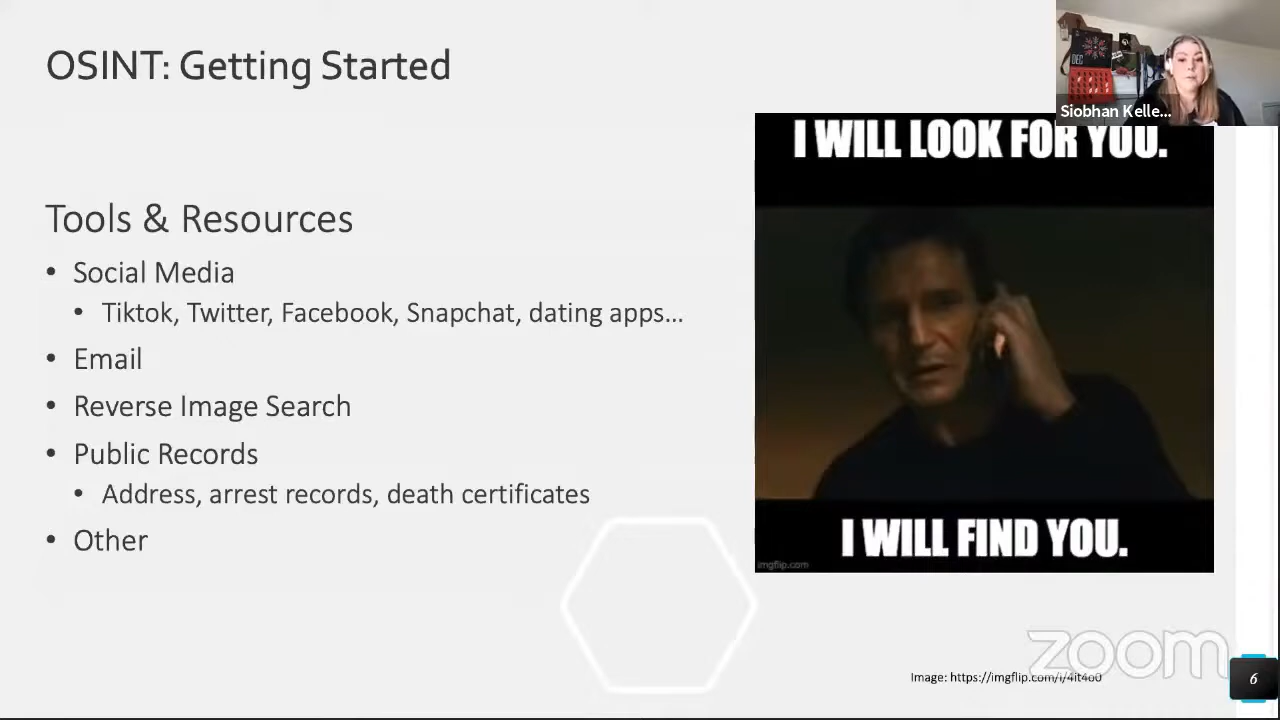 OSINT: Getting Started
Siobhan Kelle...
I WILL LOOK FOR YOU.
Tools & Resources
• Social Media
• Tiktok, Twitter, Facebook, Snapchat, dating apps...
• Email
• Reverse Image Search
• Public Records
• Address, arrest records, death certificates
• Other
I WILL FIND YOU.
imgflip.com
zoom
Image: https://imgflip.com/i/4it4o0
6
DEC